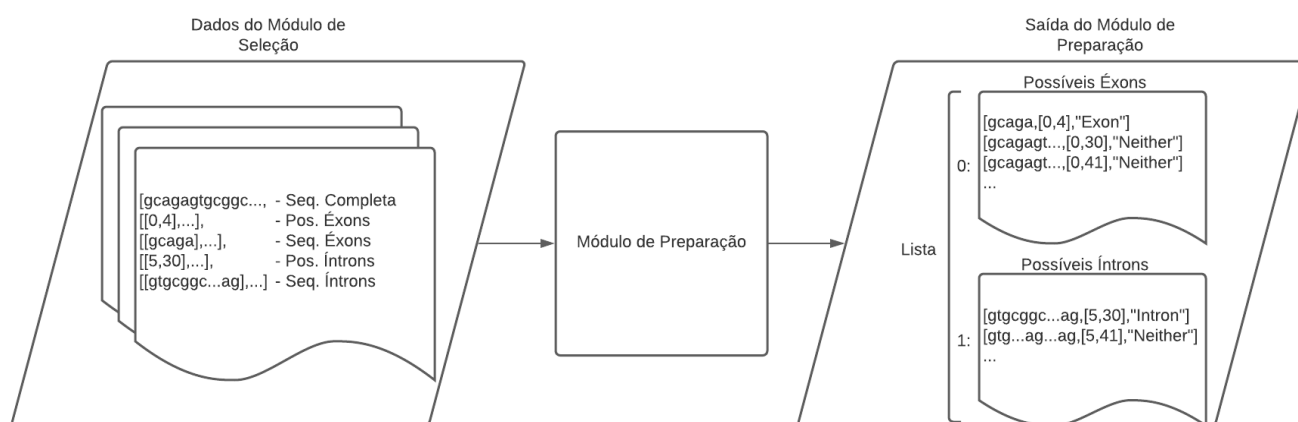 Dados do Módulo de
Seleção
[gcagagtgcggc..., - Seq. Completa
[[0,4],...], - Pos. Éxons
[[gcaga],...], - Seq. Éxons
[[5,30],...], - Pos. Íntrons
[[gtgcggc...ag],...] - Seq. Íntrons
Módulo de Preparação
Saída do Módulo de
Preparação
Lista
0:
Possíveis Éxons
[gcaga,[0,4],"Exon"]
[gcagagt...,[0,30],"Neither"]
[gcagagt...,[0,41],"Neither"]
...
1:
Possíveis Íntrons
[gtgcggc...ag,[5,30],"Intron"]
[gtg...ag...ag,[5,41],"Neither"]
...